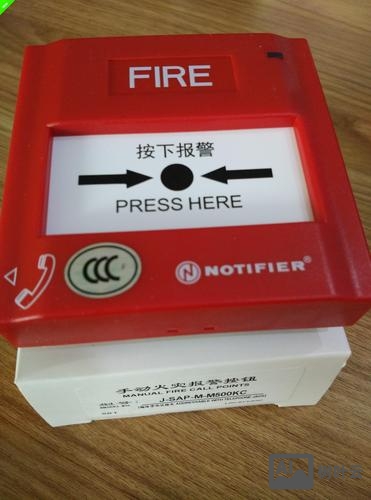 FIRE
按下报警
PRESS HERE
CCC
NOTIFIER®
手动火灾报警按钮
MANUAL FIRE CALL POINTS
J-SAP-M-M500KC